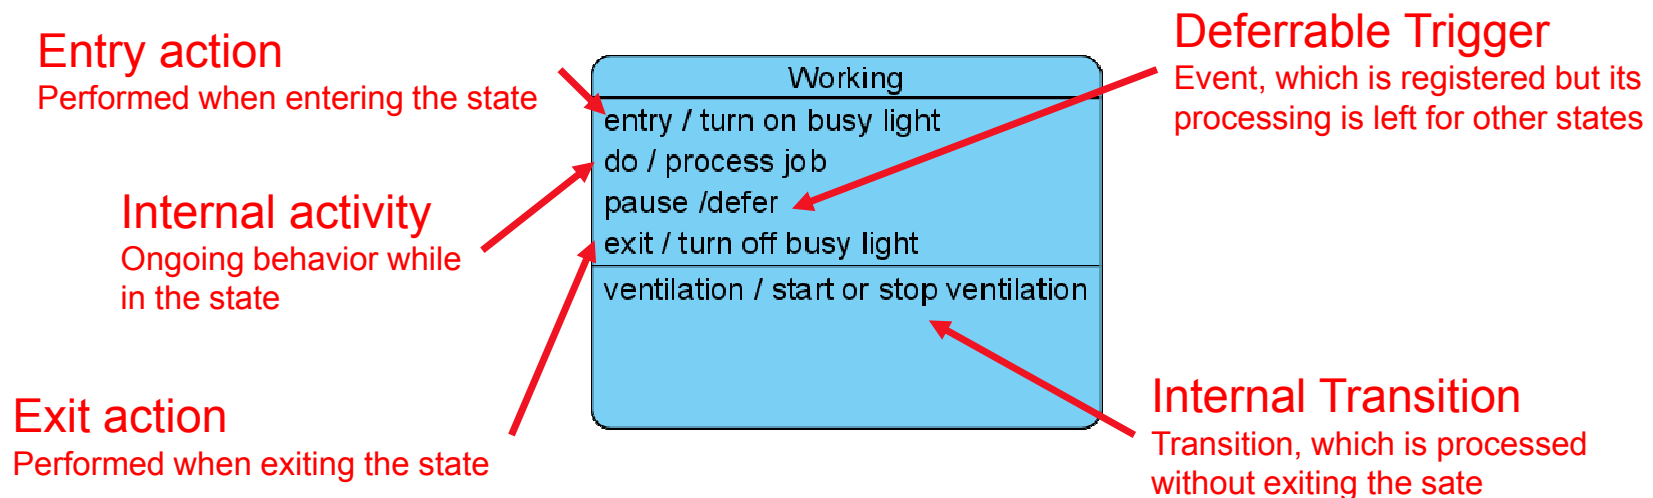 Entry action
Performed when entering the state
Internal activity
Ongoing behavior while
in the state
Exit action
Performed when exiting the state
Working
entry / turn on busy light
do / process job
pause /defer
exit / turn off busy light
ventilation / start or stop ventilation
Deferrable Trigger
Event, which is registered but its
processing is left for other states
Internal Transition
Transition, which is processed
without exiting the sate